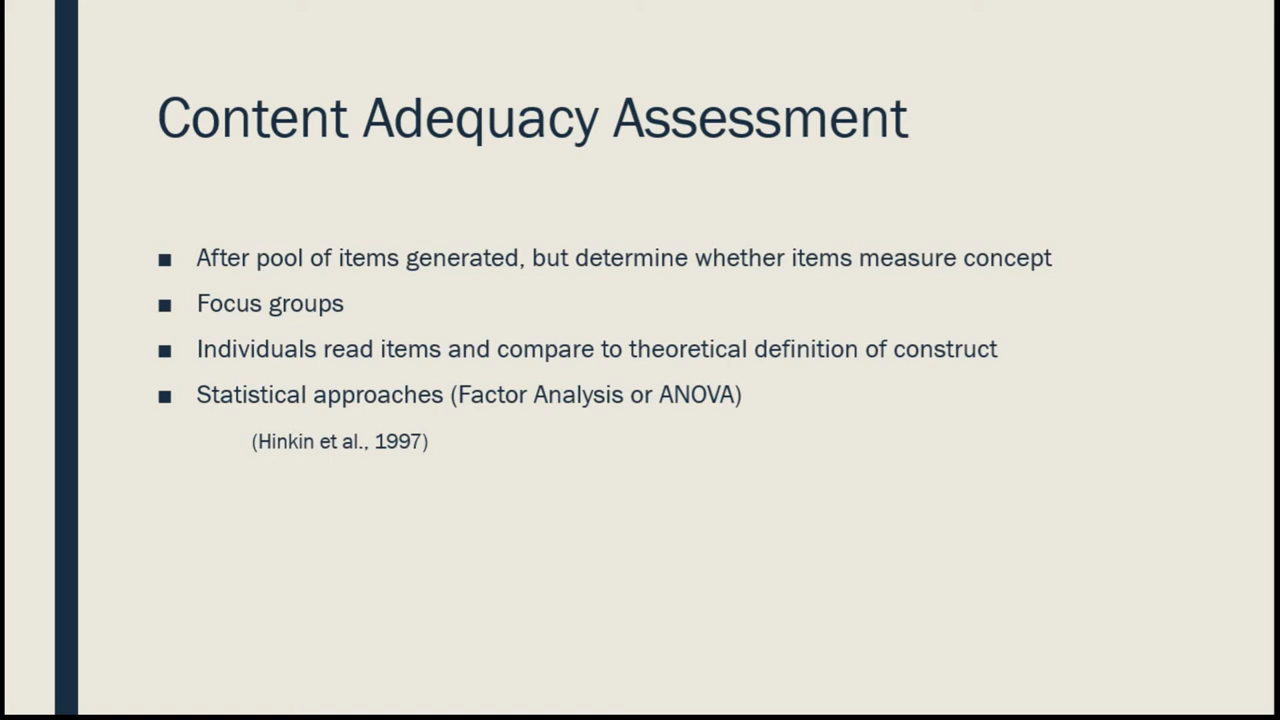 Content Adequacy Assessment
■ After pool of items generated, but determine whether items measure concept
■ Focus groups
■ Individuals read items and compare to theoretical definition of construct
■ Statistical approaches (Factor Analysis or ANOVA)
(Hinkin et al., 1997)